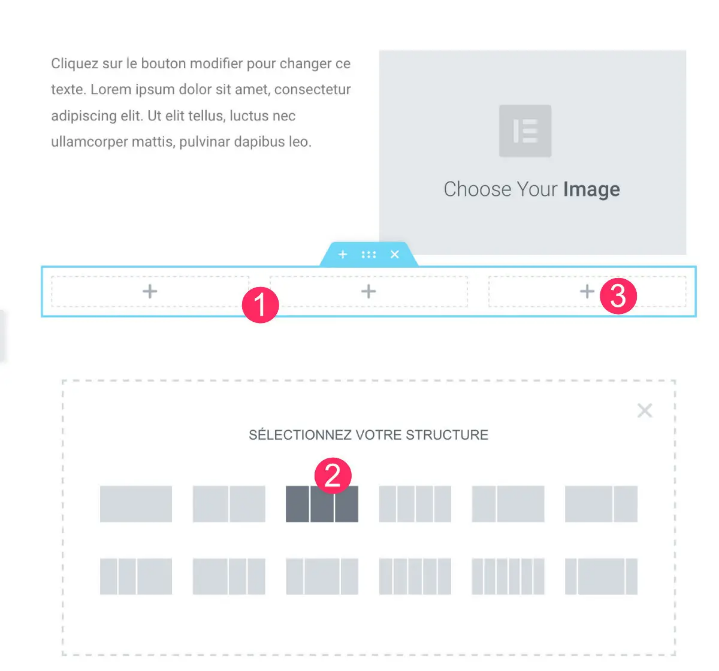 Cliquez sur le bouton modifier pour changer ce
texte. Lorem ipsum dolor sit amet, consectetur
adipiscing elit. Ut elit tellus, luctus nec
ullamcorper mattis, pulvinar dapibus leo.
Choose Your Image
1
3
SÉLECTIONNEZ VOTRE STRUCTURE
2